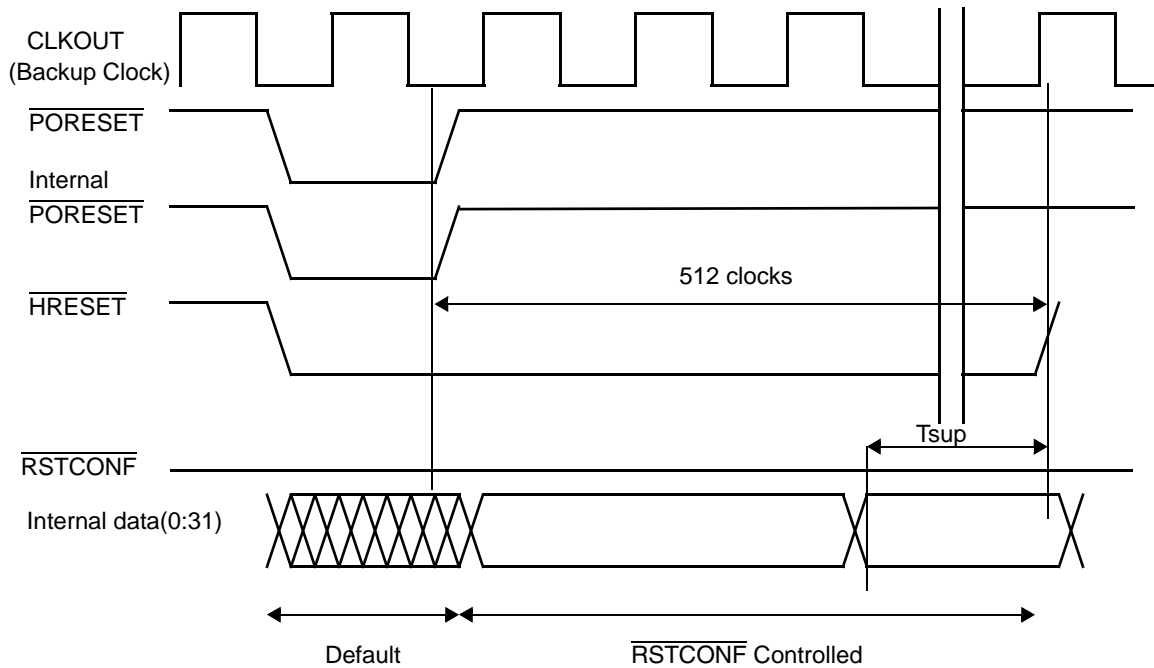 CLKOUT
(Backup Clock)
PORESET
Internal
PORESET
512 clocks
HRESET
Tsup
RSTCONF
Internal data(0:31)
Default
RSTCONF Controlled